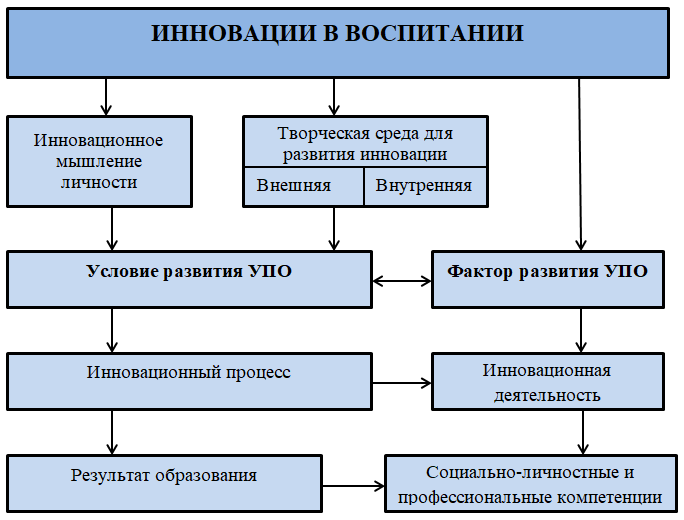 ИННОВАЦИИ В ВОСПИТАНИИ
Инновационное
мышление
личности
Творческая среда для
развития инновации
Внешняя
Внутренняя
Условие развития УПО
Фактор развития УПО
Инновационный процесс
Инновационная
деятельность
Результат образования
Социально-личностные и
профессиональные компетенции